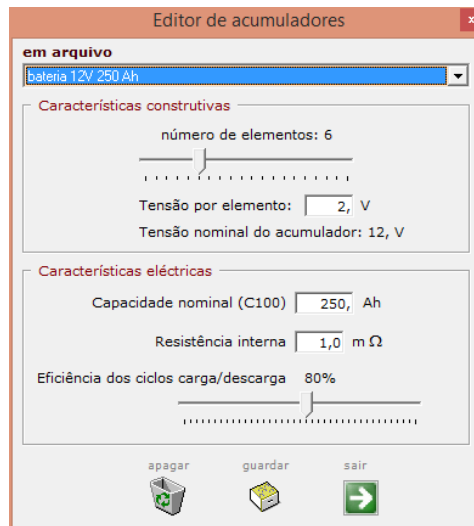 Editor de acumuladores x
em arquivo
bateria 12V 250 Ah
Características construtivas
número de elementos: 6
Tensão por elemento: 2, V
Tensão nominal do acumulador: 12, V
Características eléctricas
Capacidade nominal (C100) 250, Ah
Resistência interna 1,0 m Ω
Eficiência dos ciclos carga/descarga 80%
apagar guardar sair